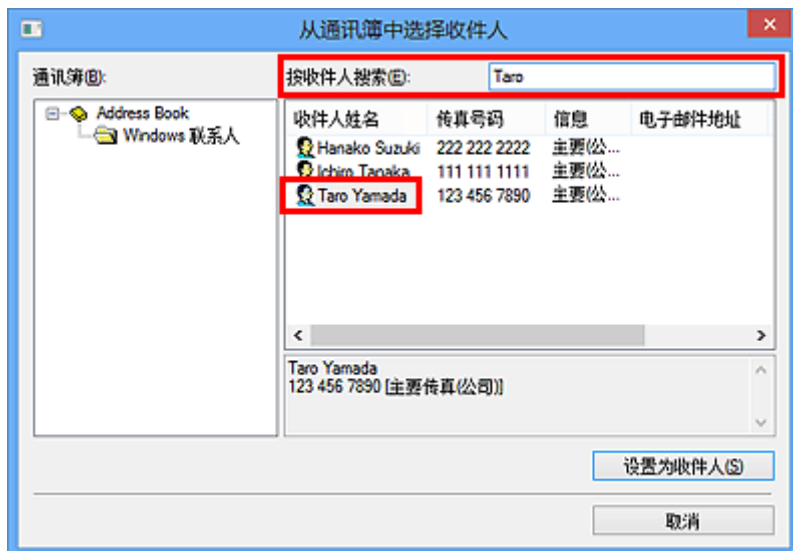 从通讯簿中选择收件人
通讯簿(B):
按收件人搜索(E): Taro
Address Book
Windows 联系人
收件人姓名 传真号码 信息 电子邮件地址
Hanako Suzuki 222 222 2222 主要(公...
Ichiro Tanaka 111 111 1111 主要(公...
Taro Yamada 123 456 7890 主要(公...
Taro Yamada
123 456 7890 [主要传真(公司)]
设置为收件人(S)
取消